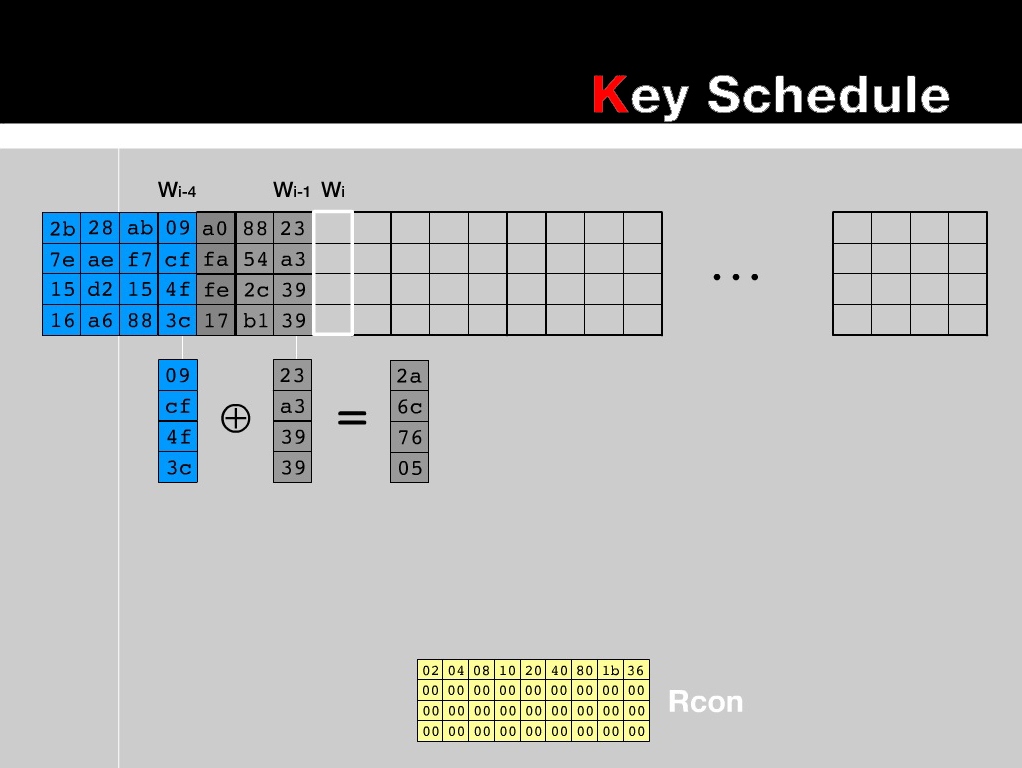 Key Schedule
Wi-4 Wi-1 Wi
2b 28 ab 09 a0 88 23
7e ae f7 cf fa 54 a3
15 d2 15 4f fe 2c 39
16 a6 88 3c 17 b1 39
...
09 23 2a
cf a3 6c
⊕ =
4f 39 76
3c 39 05
02 04 08 10 20 40 80 1b 36
00 00 00 00 00 00 00 00 00
Rcon
00 00 00 00 00 00 00 00 00
00 00 00 00 00 00 00 00 00